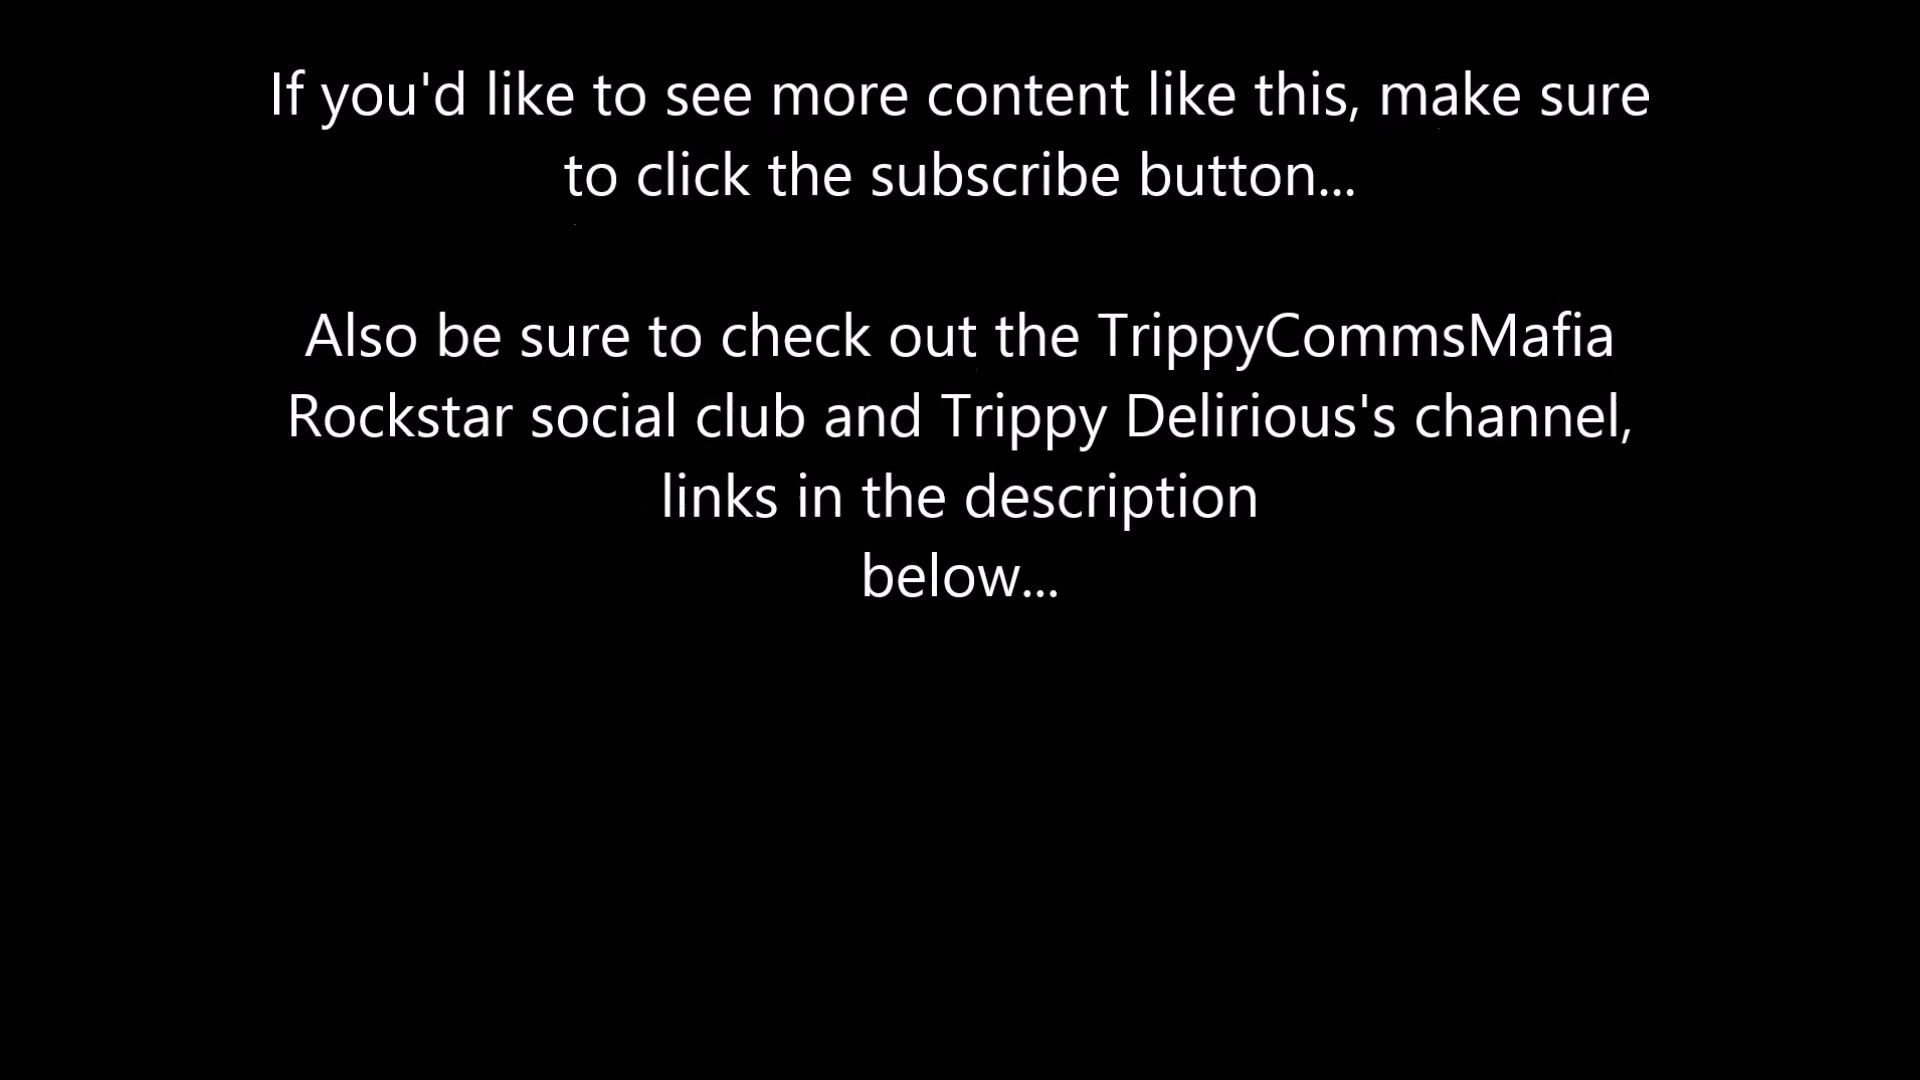 If you'd like to see more content like this, make sure
to click the subscribe button...
Also be sure to check out the TrippyCommsMafia
Rockstar social club and Trippy Delirious's channel,
links in the description
below...